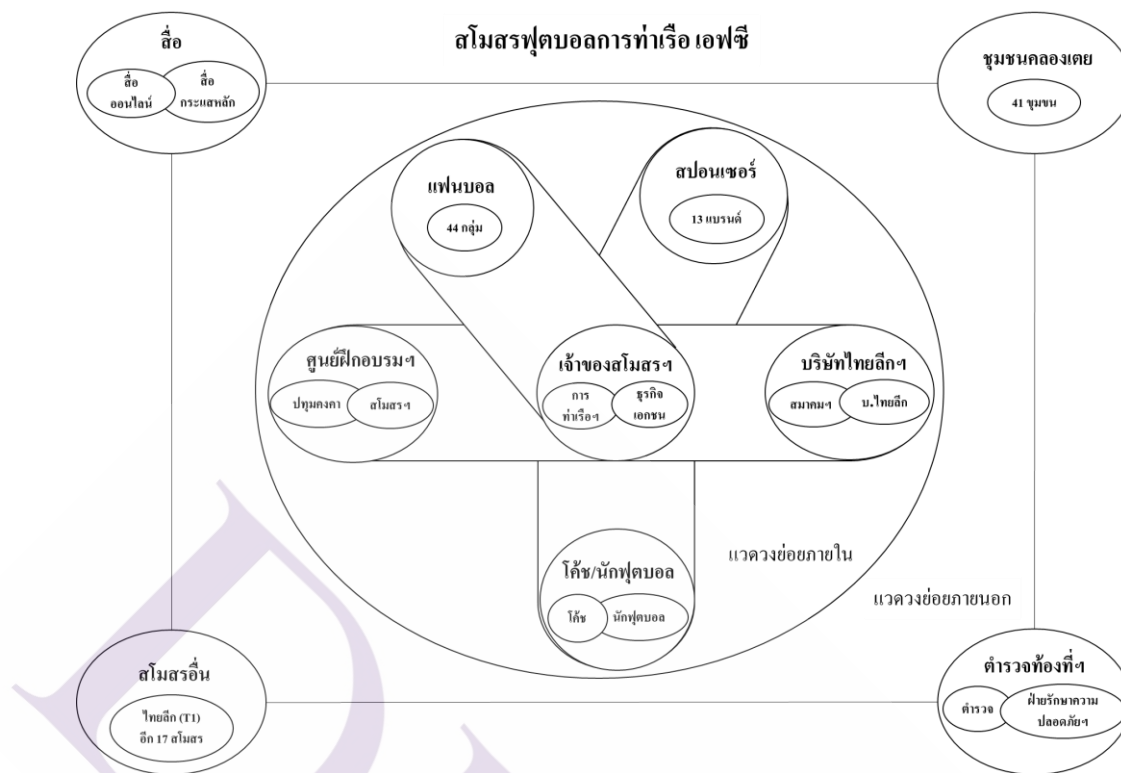 สโมสรฟุตบอลการท่าเรือ เอฟซี
สื่อ
สื่อ
ออนไลน์
สื่อ
กระแสหลัก
ชุมชนคลองเตย
41 ชุมชน
แฟนบอล
44 กลุ่ม
สปอนเซอร์
13 แบรนด์
ศูนย์ฝึกอบรมฯ
ปทุมคงคา
สโมสรฯ
เจ้าของสโมสรฯ
การ
ท่าเรือฯ
ธุรกิจ
เอกชน
บริษัทไทยลีกฯ
สมาคมฯ
บ.ไทยลีก
โค้ช/นักฟุตบอล
โค้ช
นักฟุตบอล
แวดวงย่อยภายใน
แวดวงย่อยภายนอก
สโมสรอื่น
ไทยลีก (T1)
อีก 17 สโมสร
ตำรวจท้องที่ฯ
ตำรวจ
ฝ่ายรักษาความ
ปลอดภัยฯ